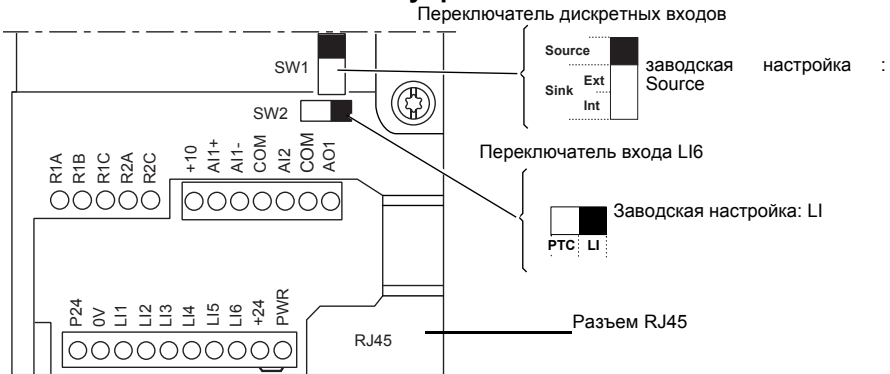 Переключатель дискретных входов
SW1
Source
Sink
Ext
Int
заводская настройка :
Source
SW2
Переключатель входа LI6
R1A
R1B
R1C
R2A
R2C
+10
AI1+
AI1-
COM
AI2
COM
AO1
Заводская настройка: LI
PTC
LI
P24
0V
LI1
LI2
LI3
LI4
LI5
LI6
+24
PWR
RJ45
Разъем RJ45